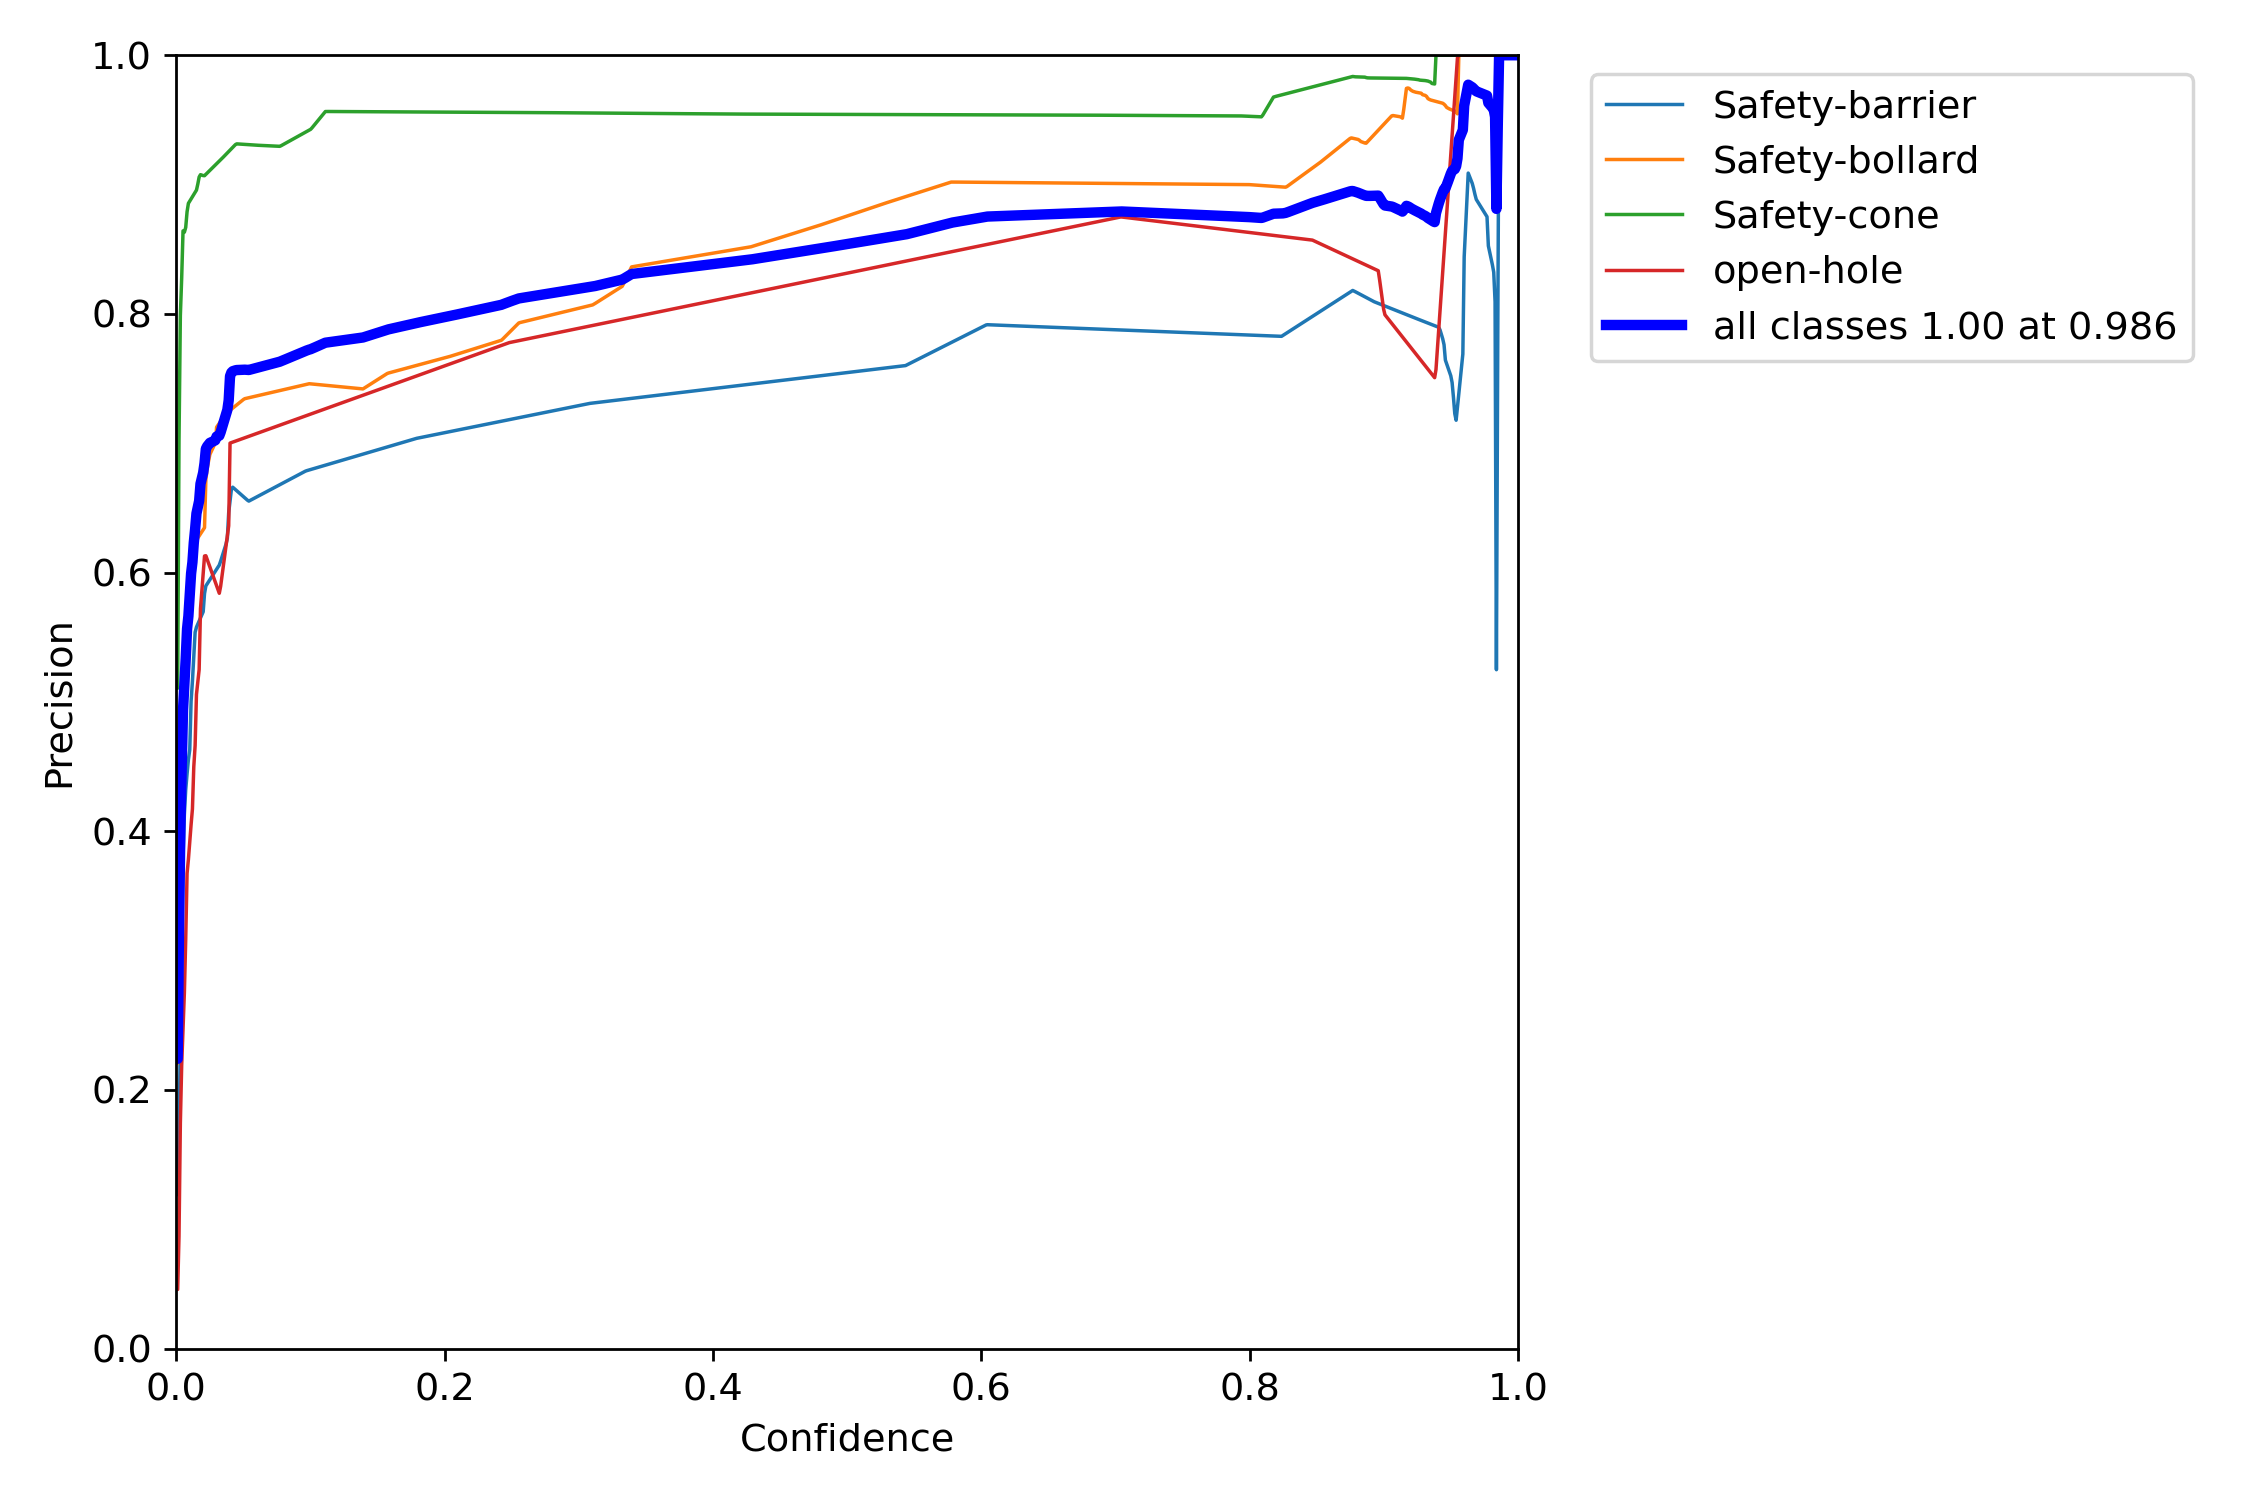 1.0
0.8
0.6
0.4
0.2
0.0
0.0 0.2 0.4 0.6 0.8 1.0
Precision
Confidence
Safety-barrier
Safety-bollard
Safety-cone
open-hole
all classes 1.00 at 0.986